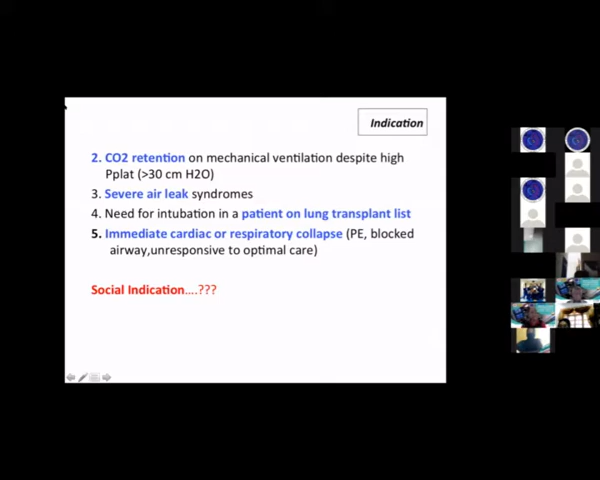 Indication
2. CO2 retention on mechanical ventilation despite high
Pplat (>30 cm H2O)
3. Severe air leak syndromes
4. Need for intubation in a patient on lung transplant list
5. Immediate cardiac or respiratory collapse (PE, blocked
airway,unresponsive to optimal care)
Social Indication....???